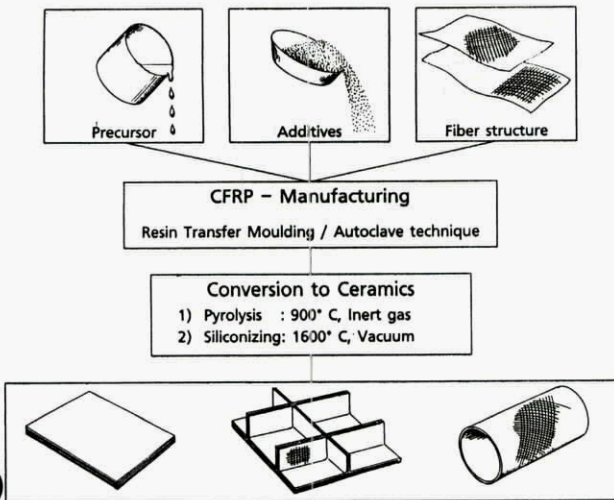 Precursor
Additives
Fiber structure
CFRP – Manufacturing
Resin Transfer Moulding / Autoclave technique
Conversion to Ceramics
1) Pyrolysis : 900° C, Inert gas
2) Siliconizing: 1600° C, Vacuum